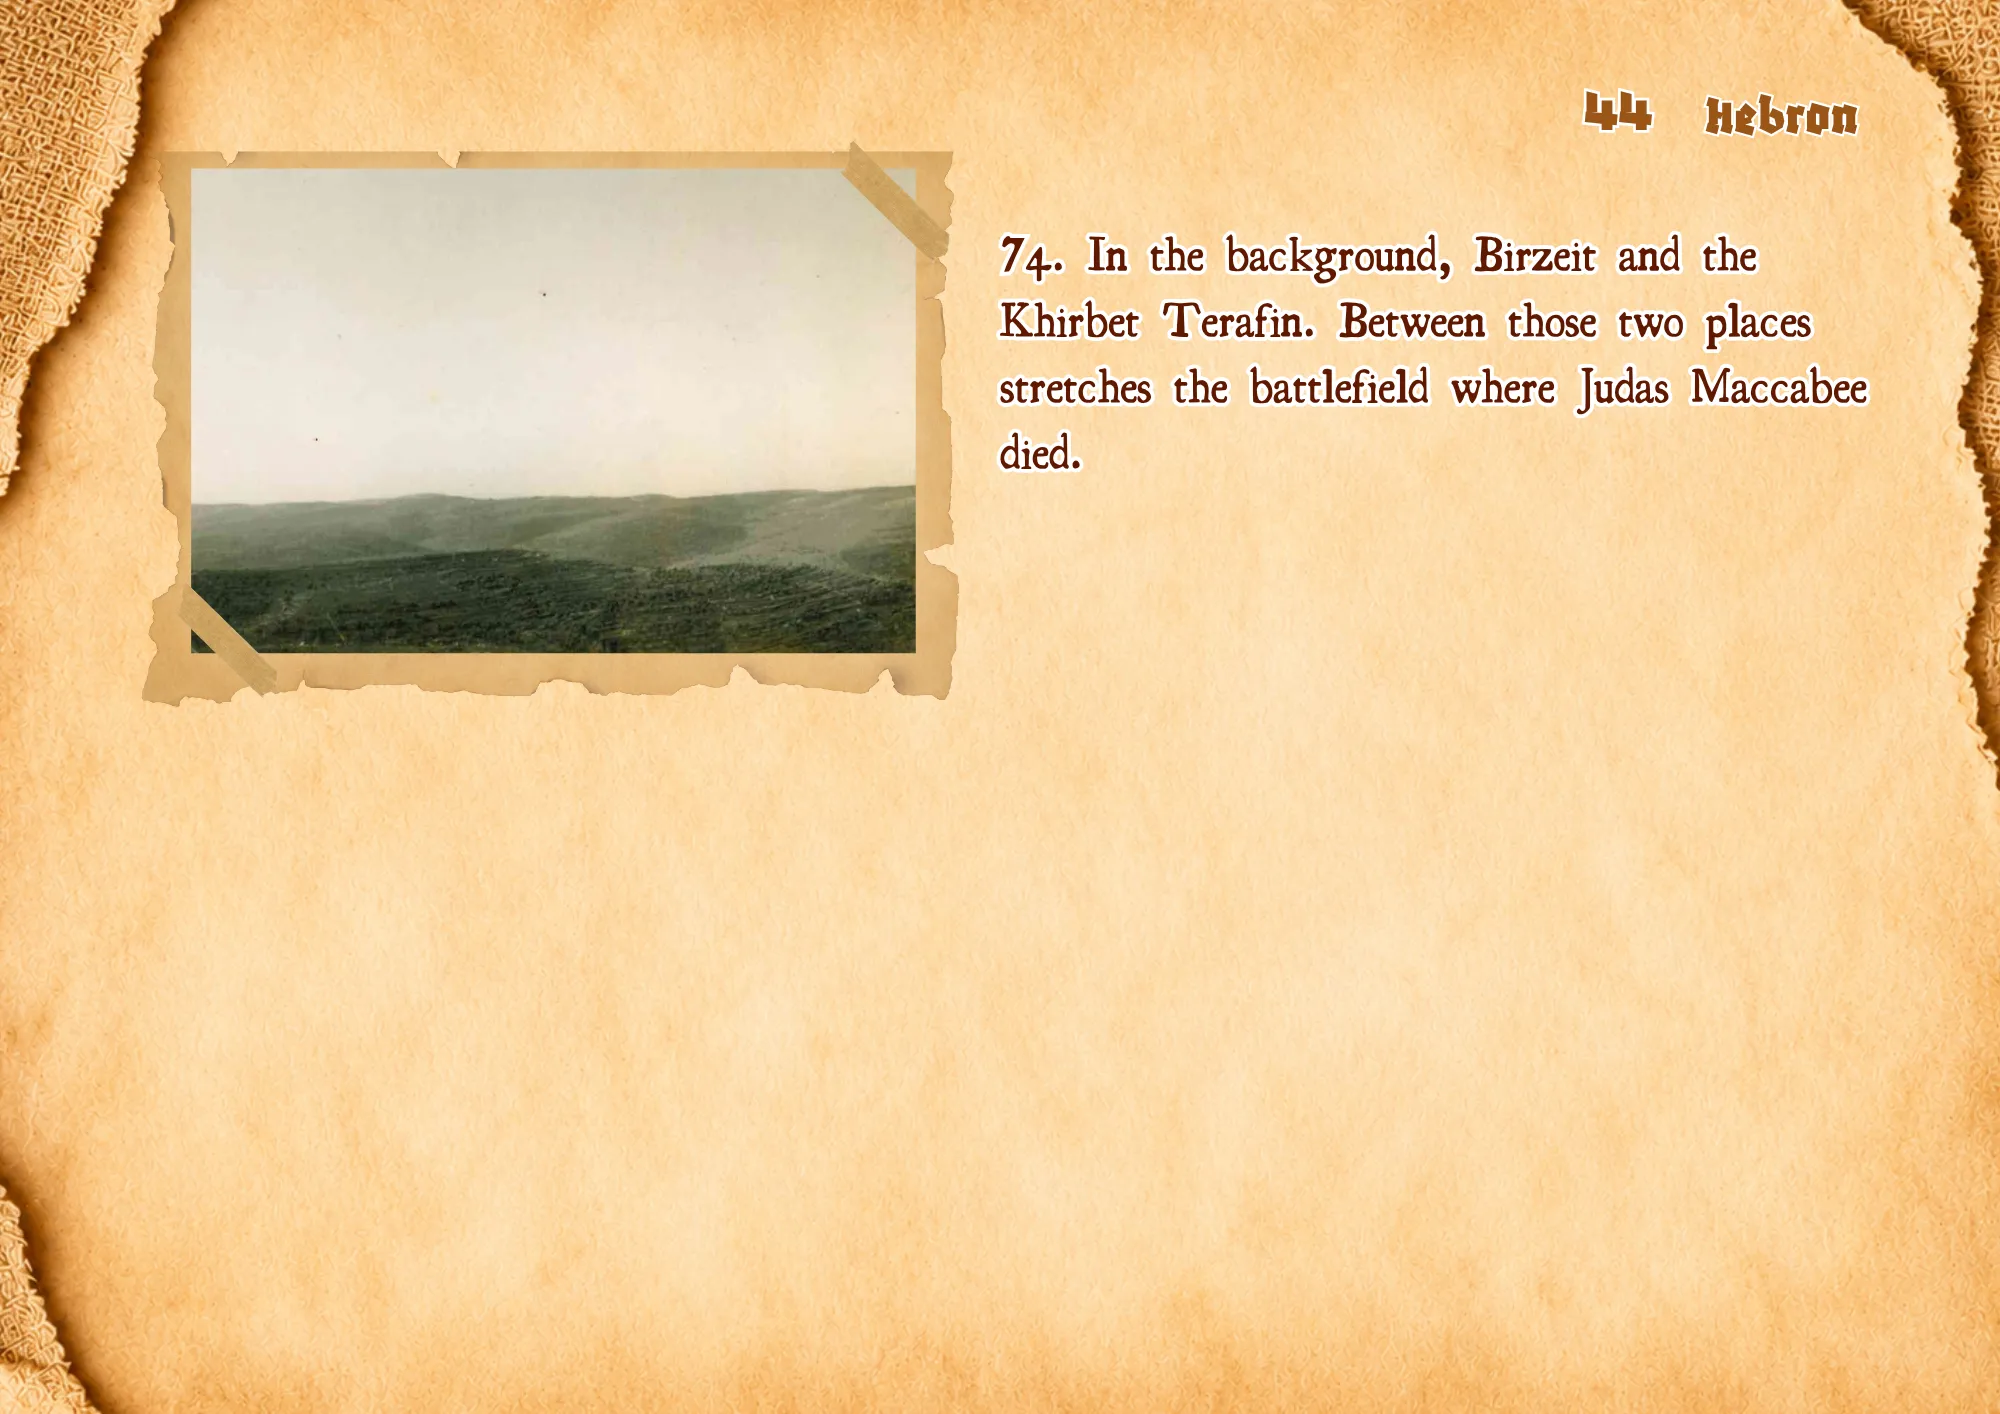 44 Hebron
74. In the background, Birzeit and the
Khirbet Terafin. Between those two places
stretches the battlefield where Judas Maccabee
died.